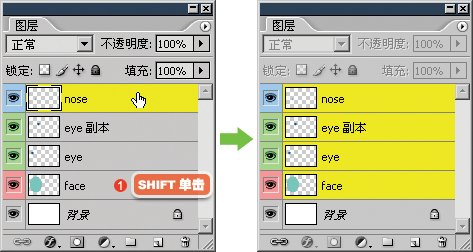 图层
正常 不透明度: 100%
锁定: 填充: 100%
nose
eye 副本
eye
face
1 SHIFT 单击
背景
图层
正常 不透明度: 100%
锁定: 填充: 100%
nose
eye 副本
eye
face
背景